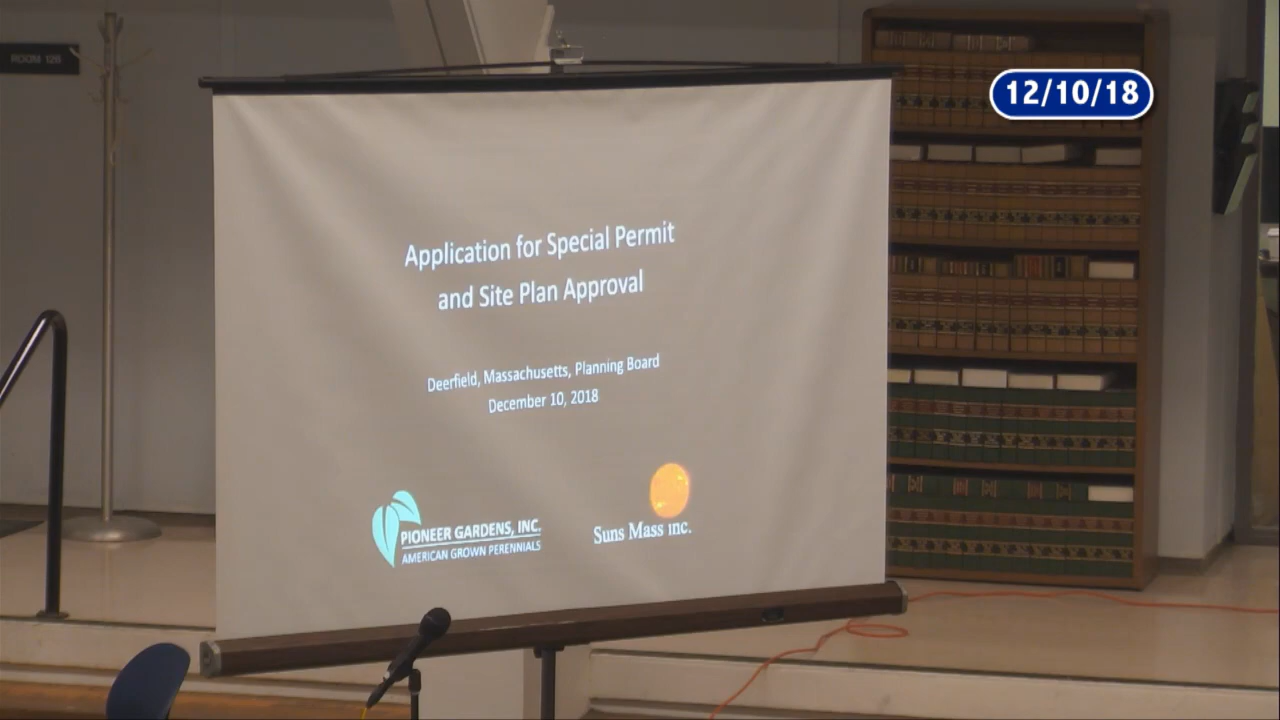 ROOM 12B
12/10/18
Application for Special Permit
and Site Plan Approval
Deerfield, Massachusetts, Planning Board
December 10, 2018
PIONEER GARDENS, INC.
AMERICAN GROWN PERENNIALS
Suns Mass inc.